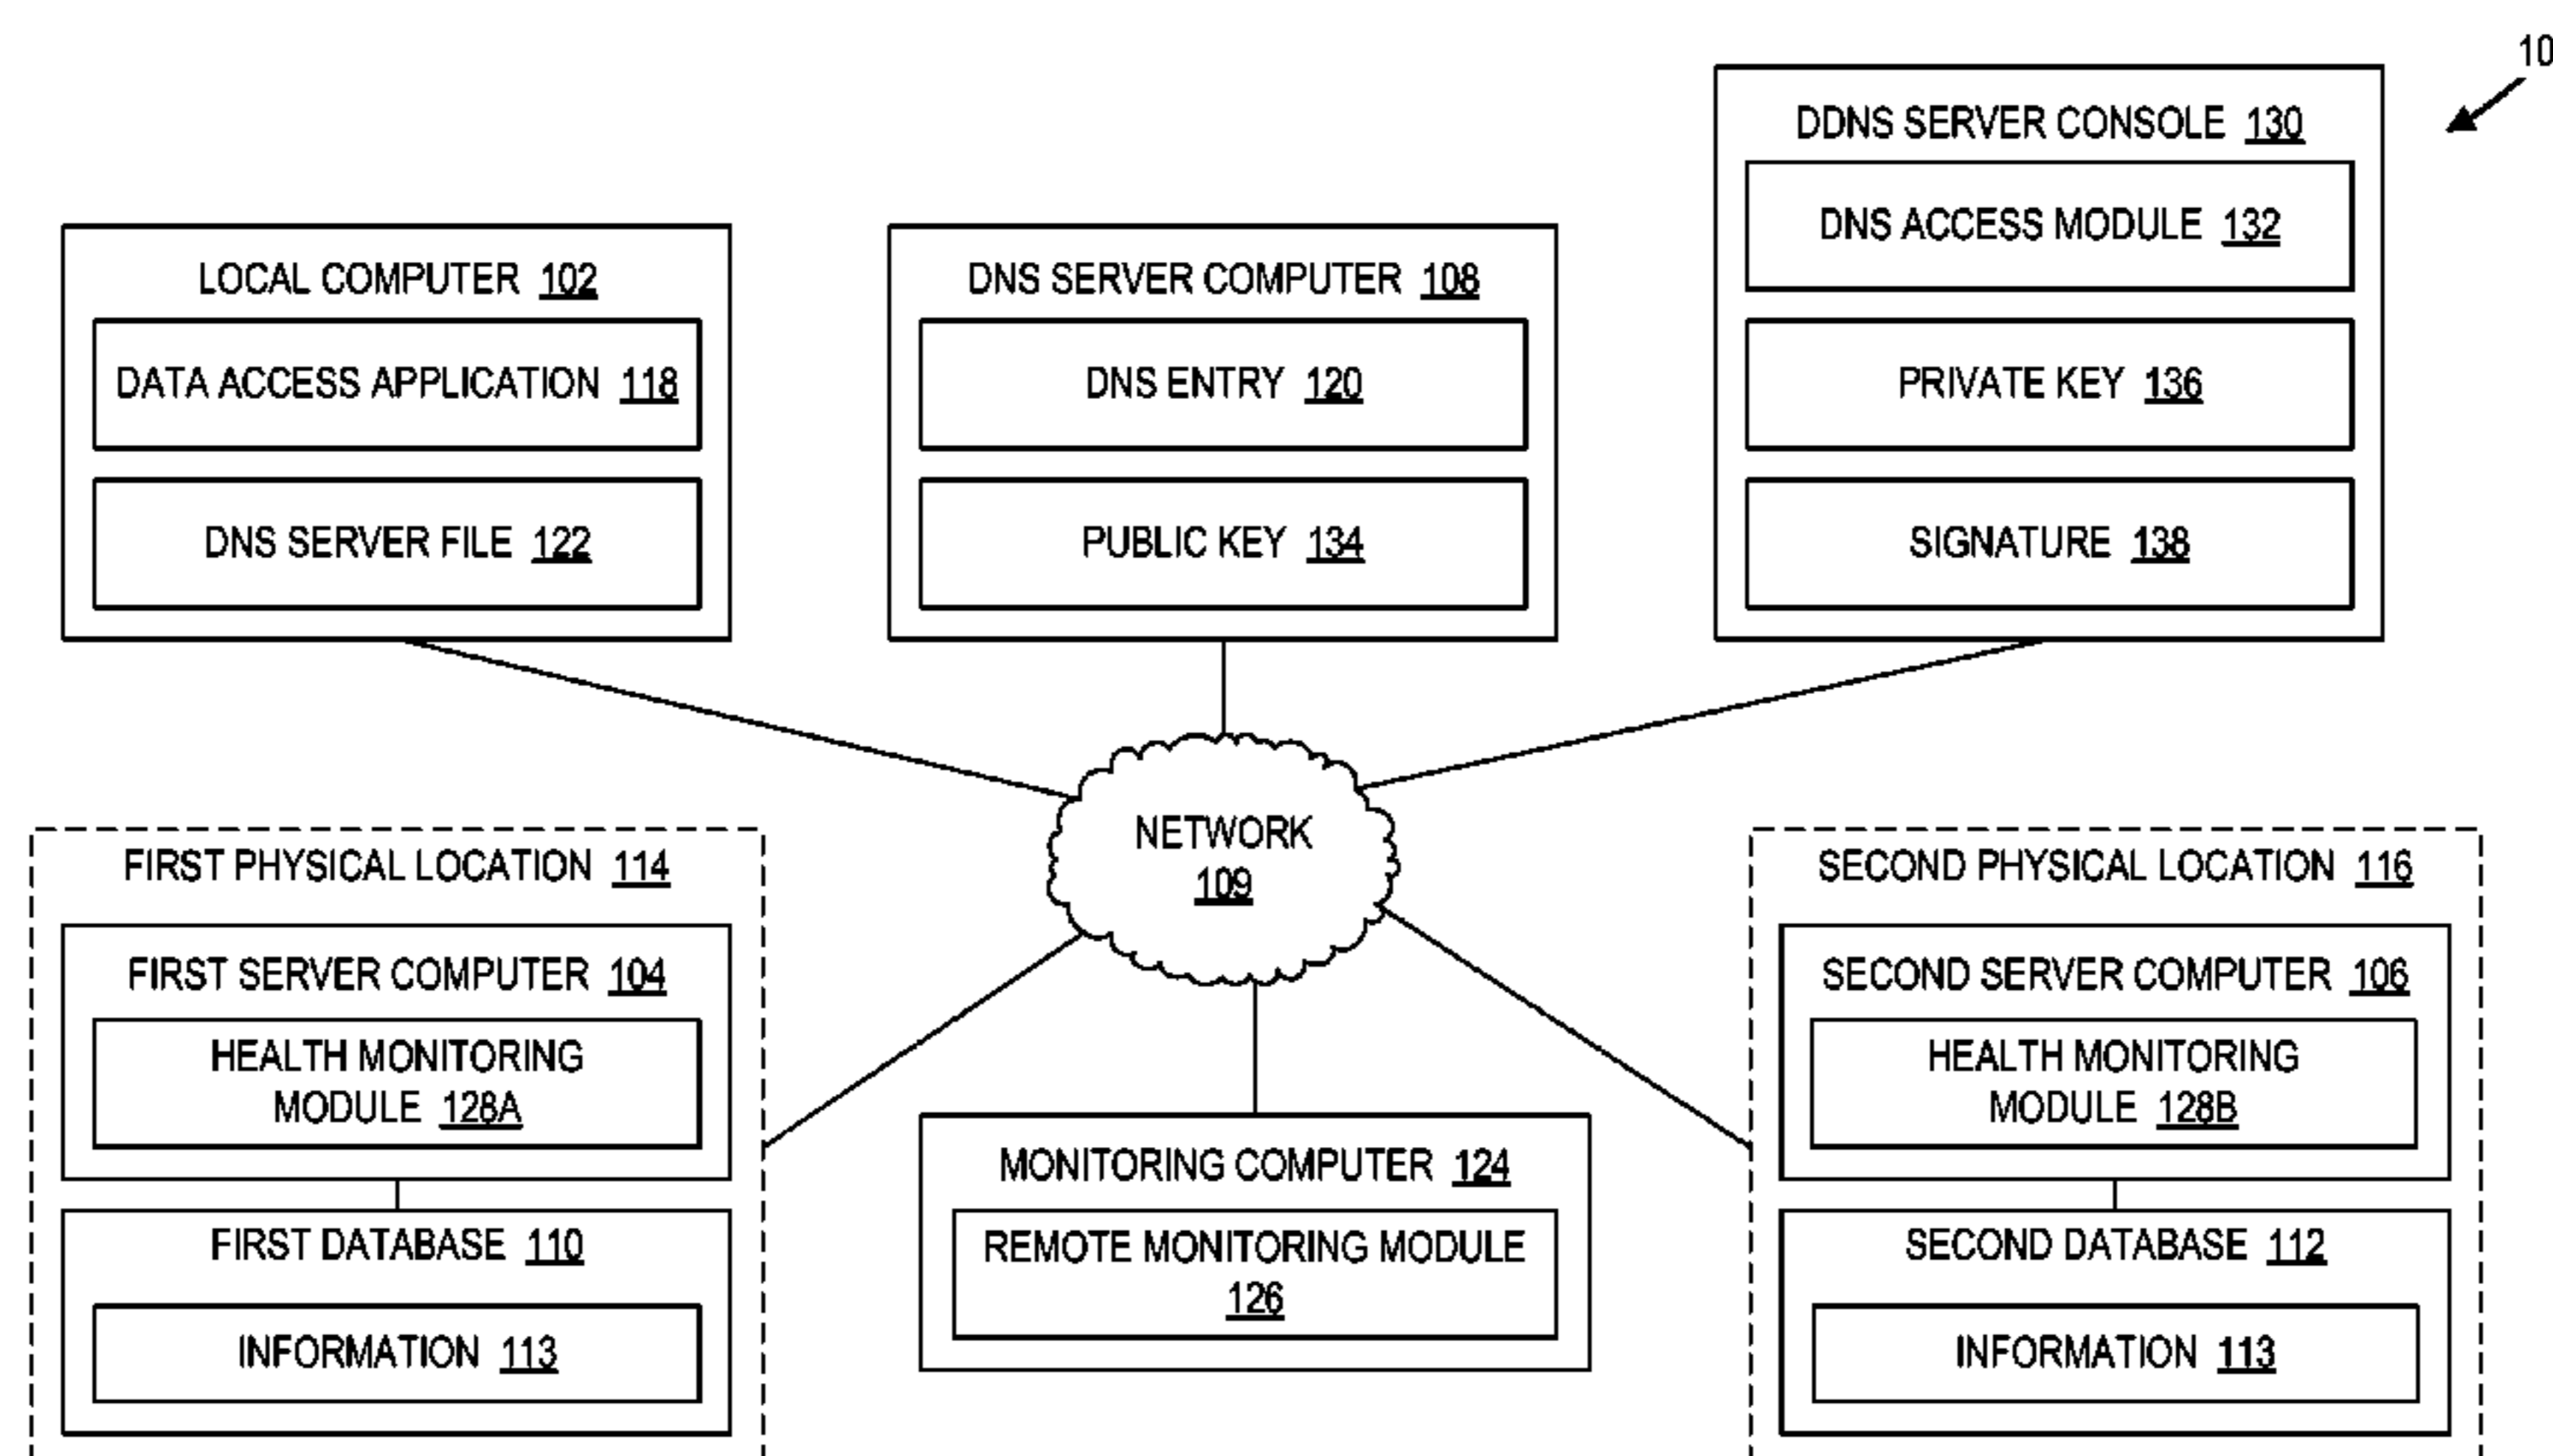 10
DDNS SERVER CONSOLE 130
DNS ACCESS MODULE 132
PRIVATE KEY 136
SIGNATURE 138
LOCAL COMPUTER 102
DATA ACCESS APPLICATION 118
DNS SERVER FILE 122
DNS SERVER COMPUTER 108
DNS ENTRY 120
PUBLIC KEY 134
NETWORK
109
FIRST PHYSICAL LOCATION 114
FIRST SERVER COMPUTER 104
HEALTH MONITORING
MODULE 128A
FIRST DATABASE 110
INFORMATION 113
MONITORING COMPUTER 124
REMOTE MONITORING MODULE
126
SECOND PHYSICAL LOCATION 116
SECOND SERVER COMPUTER 106
HEALTH MONITORING
MODULE 128B
SECOND DATABASE 112
INFORMATION 113